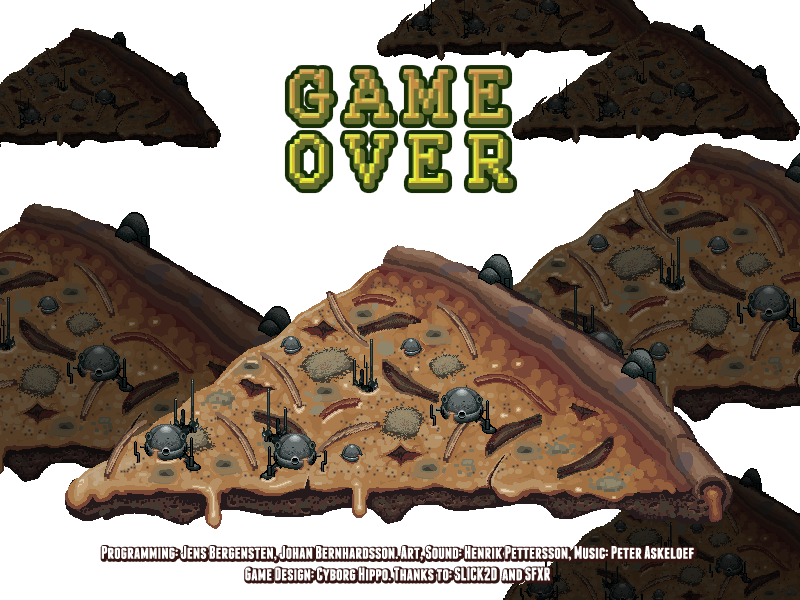 GAME
OVER
Programming: Jens Bergensten, Johan Bernhardsson. Art, Sound: Henrik Pettersson, Music: Peter Askeloef
Game Design: Cyborg Hippo. Thanks to: SLICK2D and SFXR